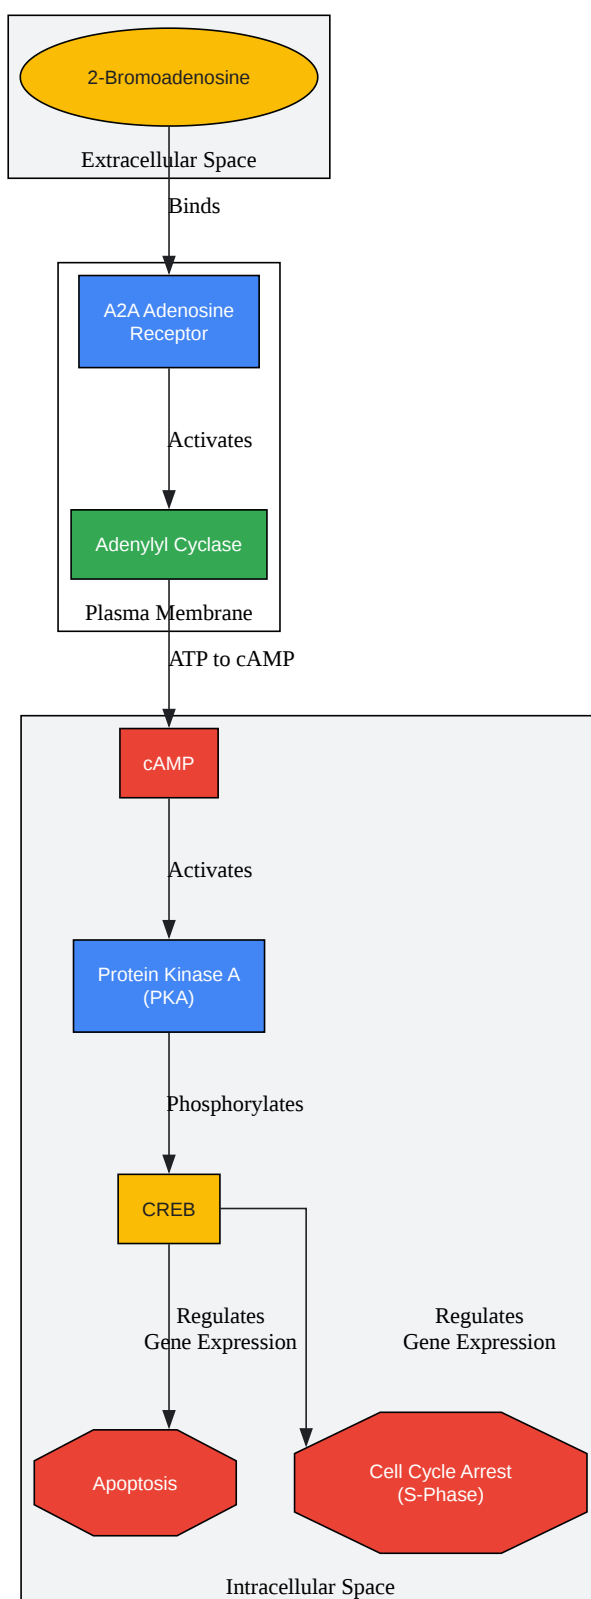 2-Bromoadenosine
Extracellular Space
Binds
A2A Adenosine
Receptor
Activates
Adenylyl Cyclase
Plasma Membrane
ATP to cAMP
cAMP
Activates
Protein Kinase A
(PKA)
Phosphorylates
CREB
Regulates
Gene Expression
Regulates
Gene Expression
Apoptosis
Cell Cycle Arrest
(S-Phase)
Intracellular Space